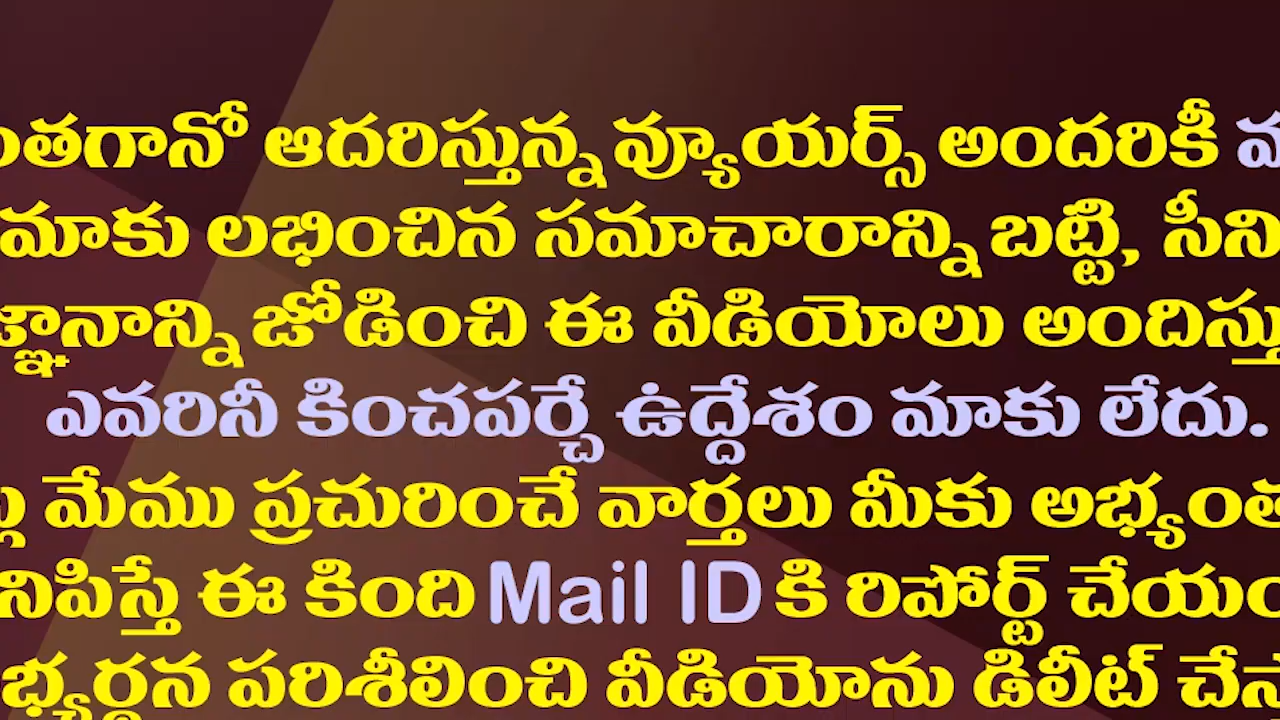 ఆదరిస్తున్న వ్యూయర్స్ అందరికీ
మాకు లభించిన సమాచారాన్ని బట్టి,
జోడించి ఈ వీడియోలు
ఎవరినీ కించపర్చే ఉద్దేశం మాకు లేదు.
మేము ప్రచురించే వార్తలు మీకు
ఈ కింది Mail ID కి రిపోర్ట్
పరిశీలించి వీడియోను డిలీట్